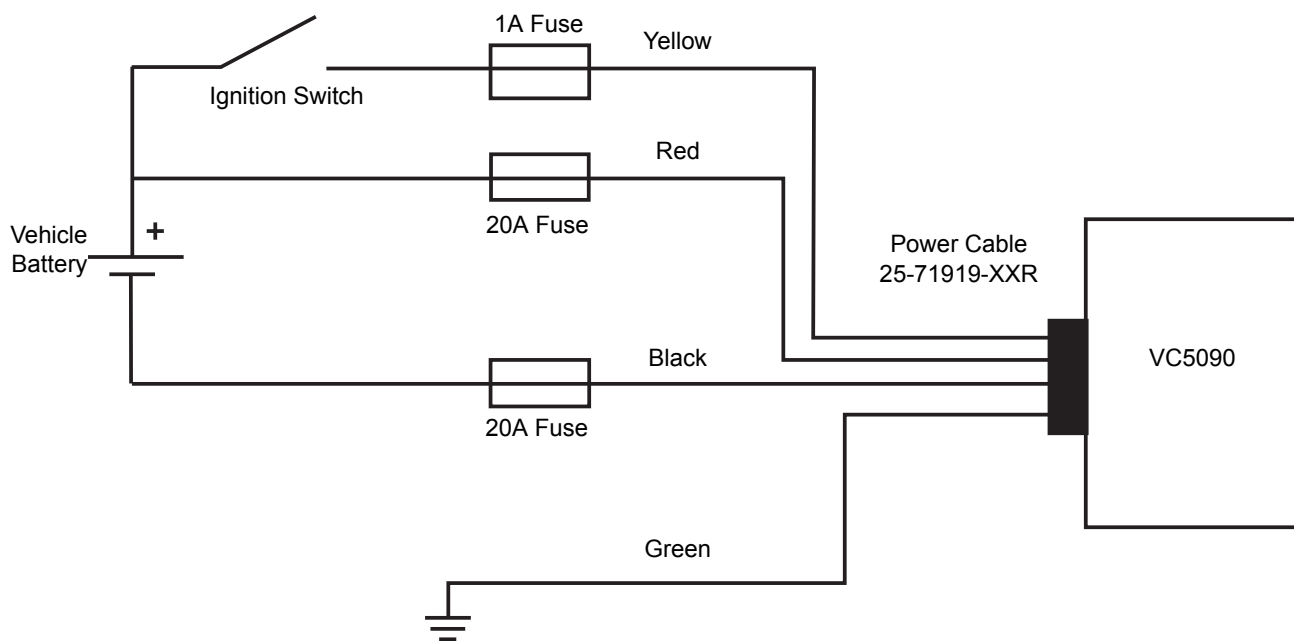 1A Fuse
Yellow
Ignition Switch
Red
20A Fuse
Vehicle
Battery
+
Power Cable
25-71919-XXR
VC5090
Black
20A Fuse
Green